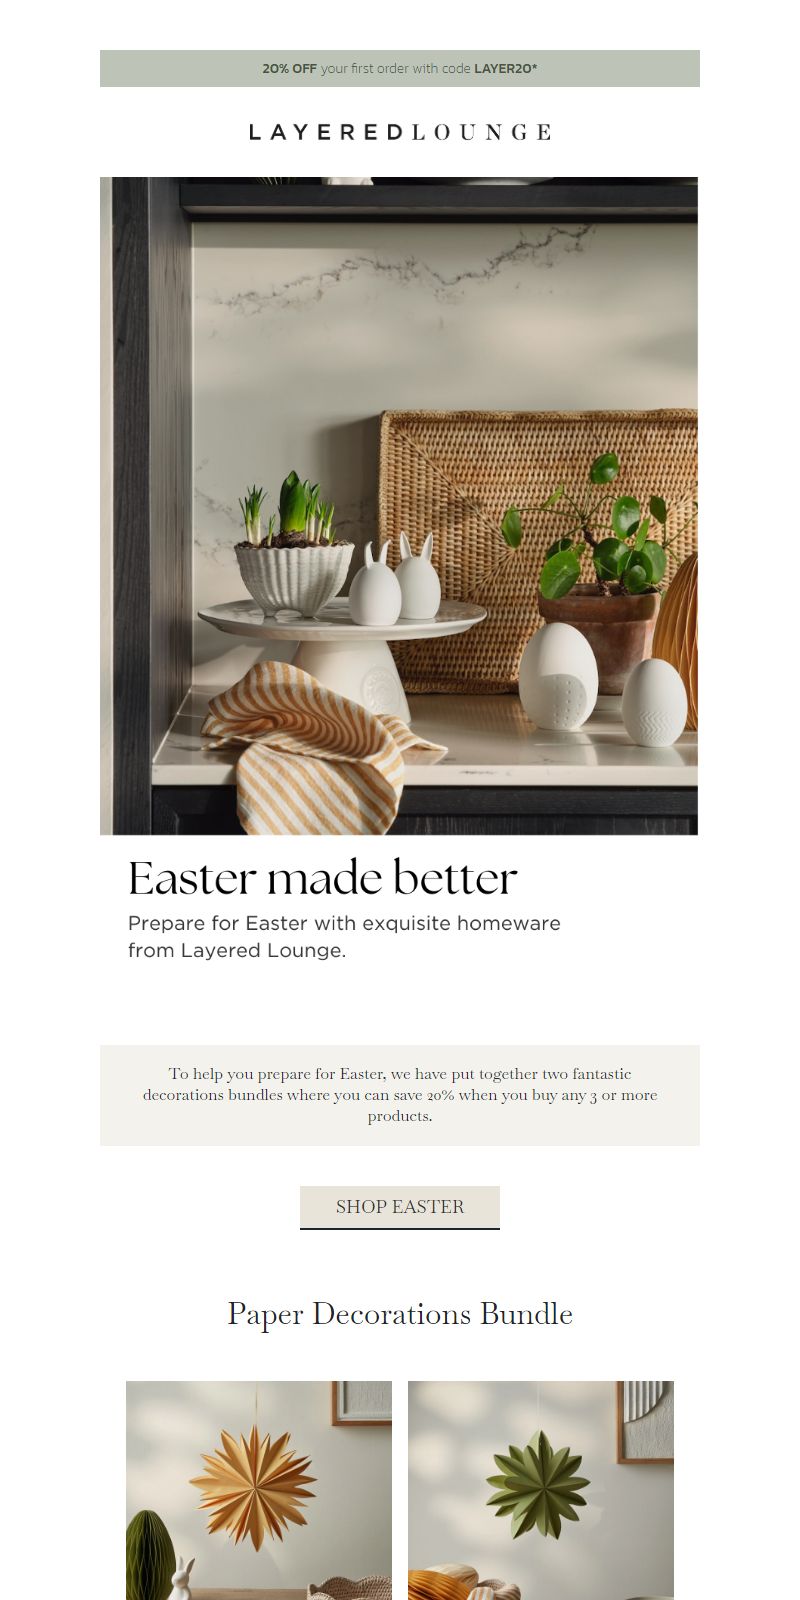 20% OFF your first order with code LAYER20*
LAYEREDLOUNGE
Easter made better
Prepare for Easter with exquisite homeware
from Layered Lounge.
To help you prepare for Easter, we have put together two fantastic
decorations bundles where you can save 20% when you buy any 3 or more
products.
SHOP EASTER
Paper Decorations Bundle